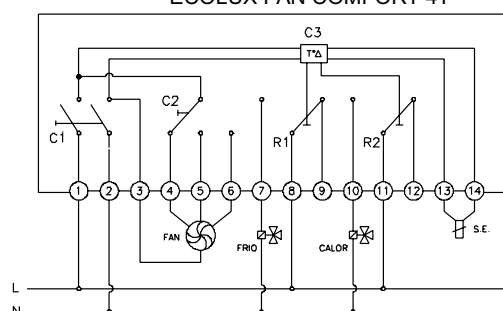 ECOLUX FAN COMFORT 4T
C3
T°Δ
C2
C1
R1
R2
1 2 3 4 5 6 7 8 9 10 11 12 13 14
FAN
FRIO
CALOR
S.E.
L
N